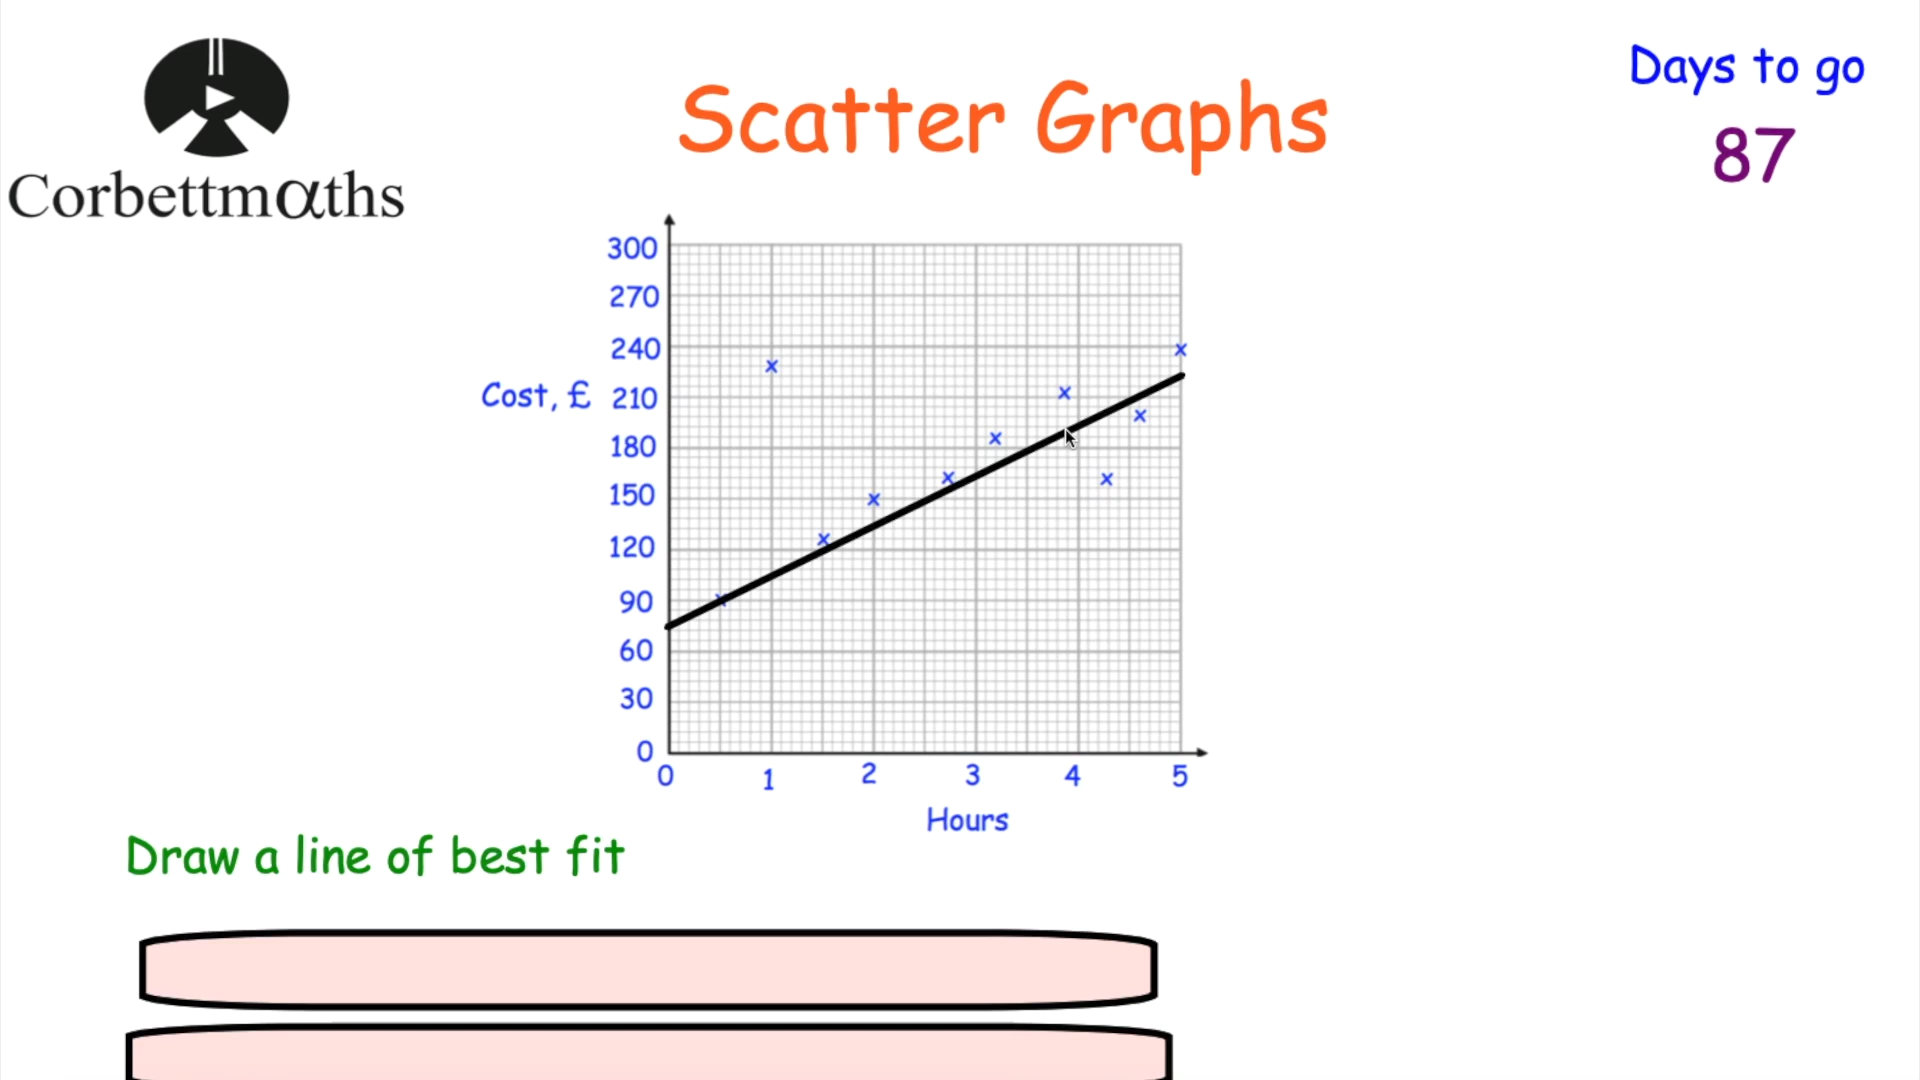 Corbettmαths
Scatter Graphs
Days to go
87
300
270
240
Cost, £ 210
180
150
120
90
60
30
0
0 1 2 3 4 5
Hours
Draw a line of best fit